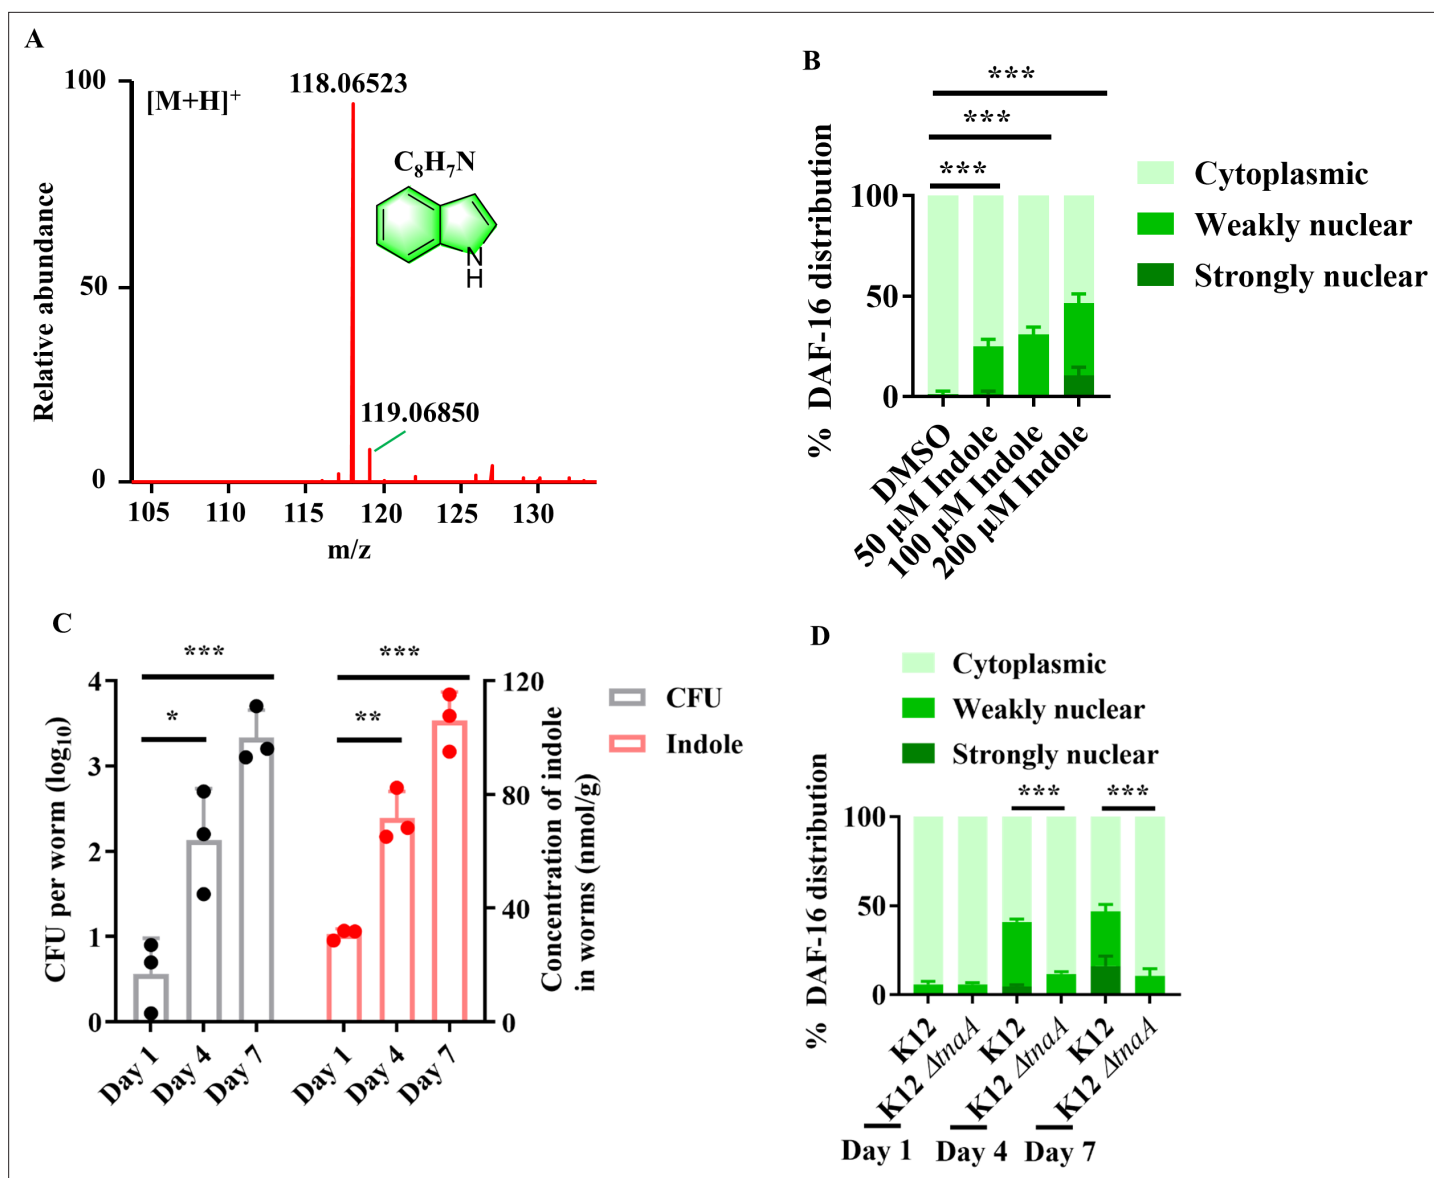 A
100
[M+H]+
118.06523
C8H7N
N
H
50
119.06850
0
105 110 115 120 125 130
m/z
Relative abundance
B
***
***
***
Cytoplasmic
Weakly nuclear
Strongly nuclear
100
50
0
% DAF-16 distribution
DMSO
50 µM Indole
100 µM Indole
200 µM Indole
C
***
*
***
**
CFU
Indole
4
3
2
1
0
CFU per worm (log10)
120
80
40
0
Concentration of indole
in worms (nmol/g)
Day 1
Day 4
Day 7
Day 1
Day 4
Day 7
D
Cytoplasmic
Weakly nuclear
Strongly nuclear
***
***
100
50
0
% DAF-16 distribution
K12
K12 ΔtnaA
K12
K12 ΔtnaA
K12
K12 ΔtnaA
Day 1 Day 4 Day 7